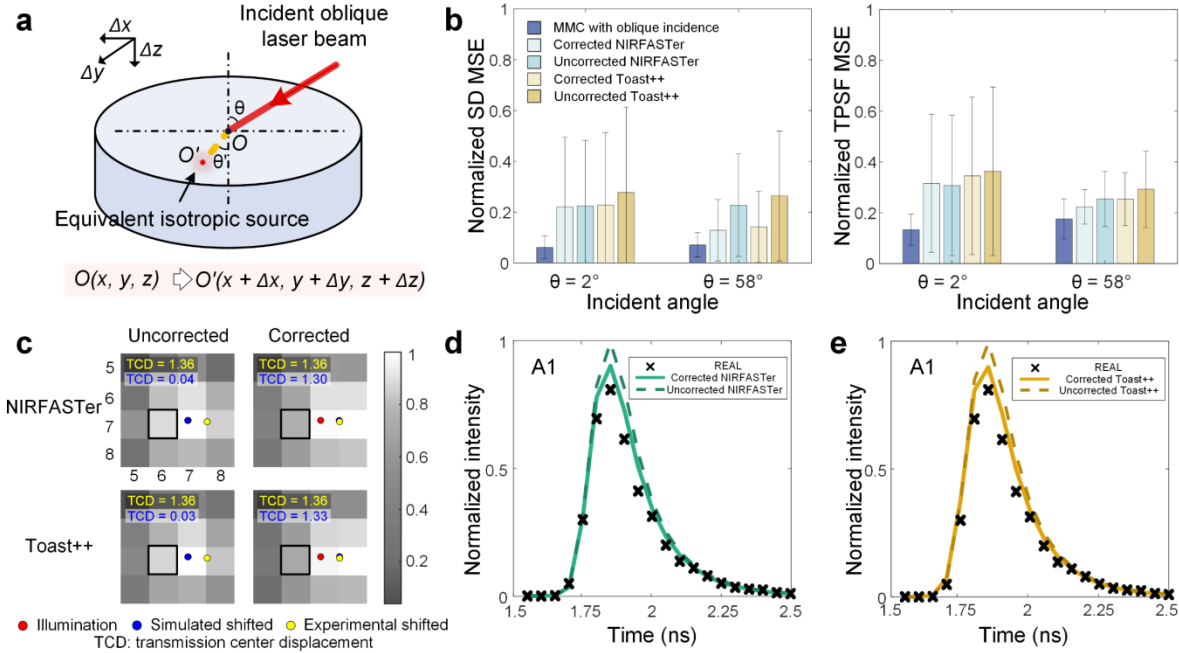 a
Δx
Δy
Δz
Incident oblique
laser beam
θ
O
O'
θ'
Equivalent isotropic source
O(x, y, z) ⇨ O'(x + Δx, y + Δy, z + Δz)
b
Normalized SD MSE
1
0.8
0.6
0.4
0.2
0
MMC with oblique incidence
Corrected NIRFASTer
Uncorrected NIRFASTer
Corrected Toast++
Uncorrected Toast++
θ = 2°
θ = 58°
Incident angle
Normalized TPSF MSE
1
0.8
0.6
0.4
0.2
0
θ = 2°
θ = 58°
Incident angle
c
Uncorrected
Corrected
NIRFASTer
5
6
7
8
TCD = 1.36
TCD = 0.04
TCD = 1.36
TCD = 1.30
5 6 7 8
Toast++
TCD = 1.36
TCD = 0.03
TCD = 1.36
TCD = 1.33
1
0.8
0.6
0.4
0.2
Illumination
Simulated shifted
Experimental shifted
TCD: transmission center displacement
d
A1
Normalized intensity
1
0.5
0
REAL
Corrected NIRFASTer
Uncorrected NIRFASTer
1.5 1.75 2 2.25 2.5
Time (ns)
e
A1
Normalized intensity
1
0.5
0
REAL
Corrected Toast++
Uncorrected Toast++
1.5 1.75 2 2.25 2.5
Time (ns)